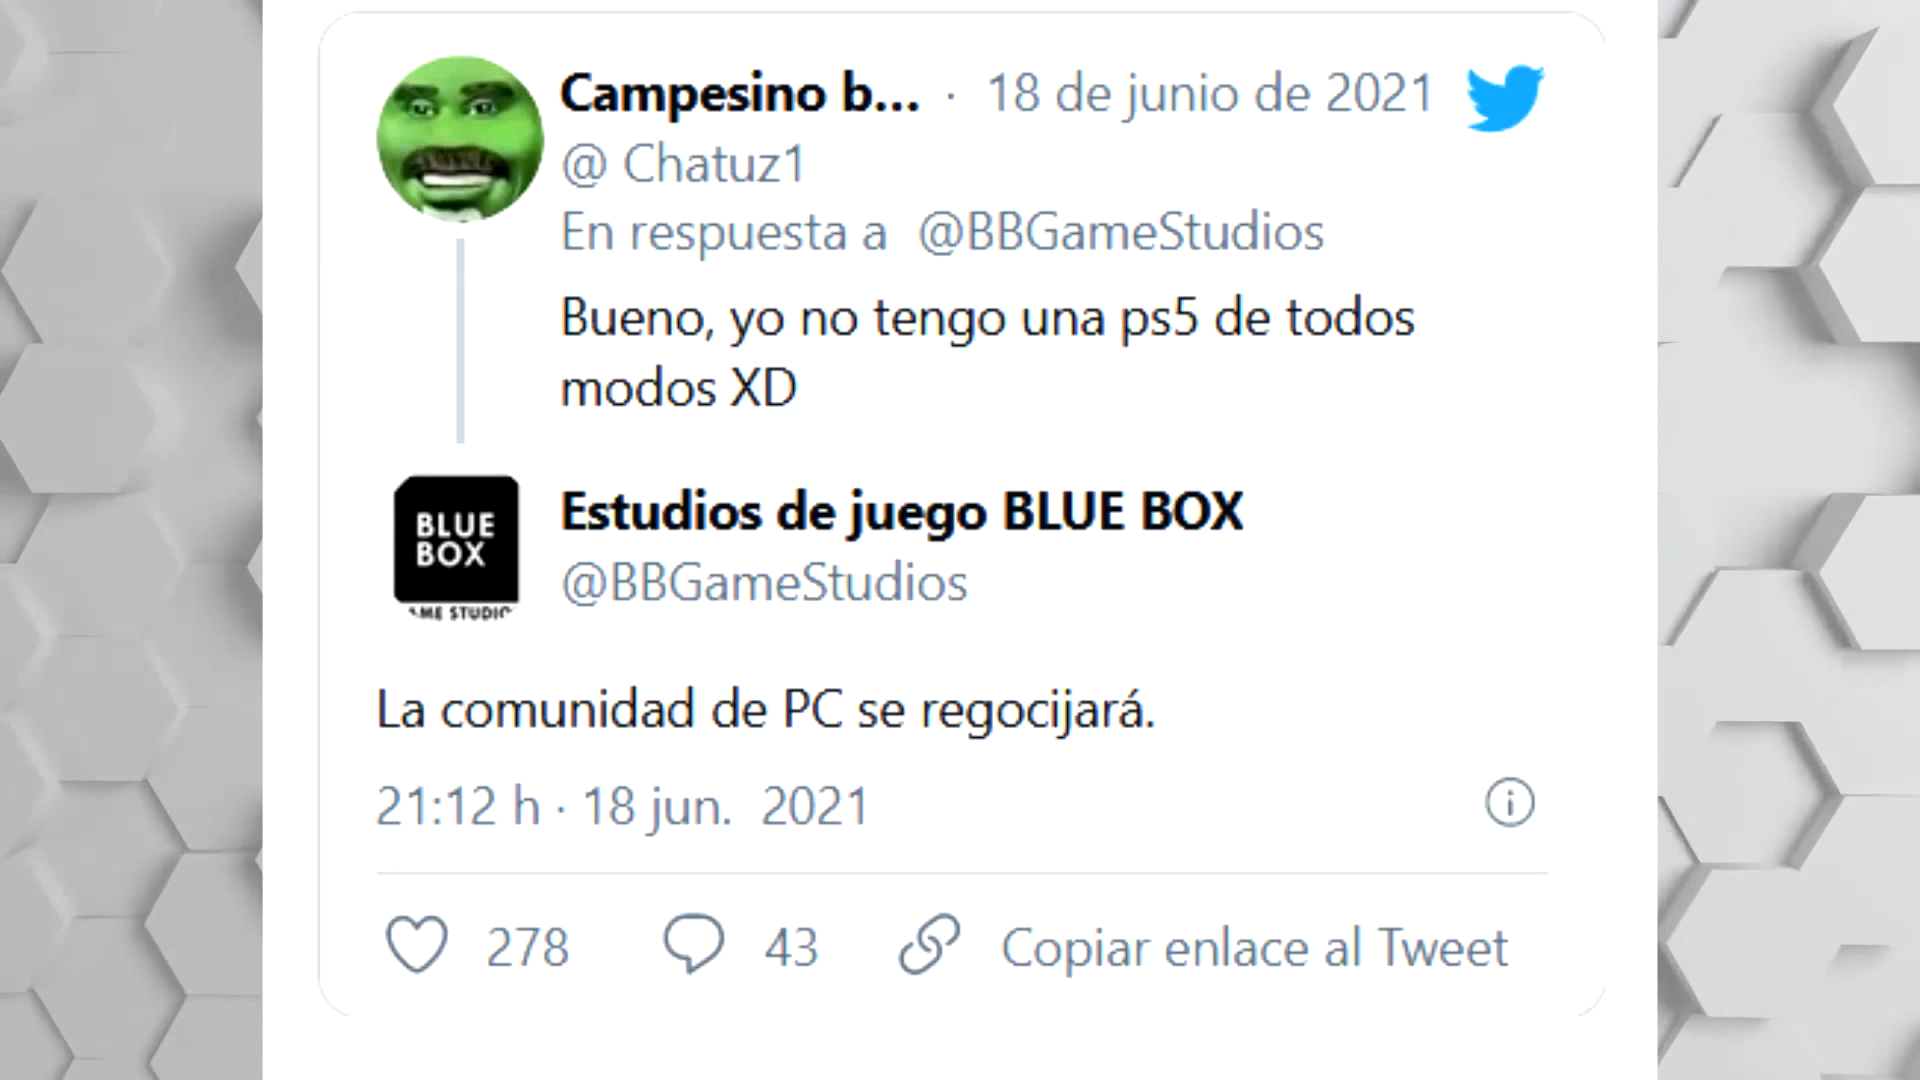 Campesino b... · 18 de junio de 2021
@ Chatuz1
En respuesta a @BBGameStudios
Bueno, yo no tengo una ps5 de todos
modos XD
BLUE
BOX
AME STUDIO
Estudios de juego BLUE BOX
@BBGameStudios
La comunidad de PC se regocijará.
21:12 h · 18 jun. 2021
278 43 Copiar enlace al Tweet